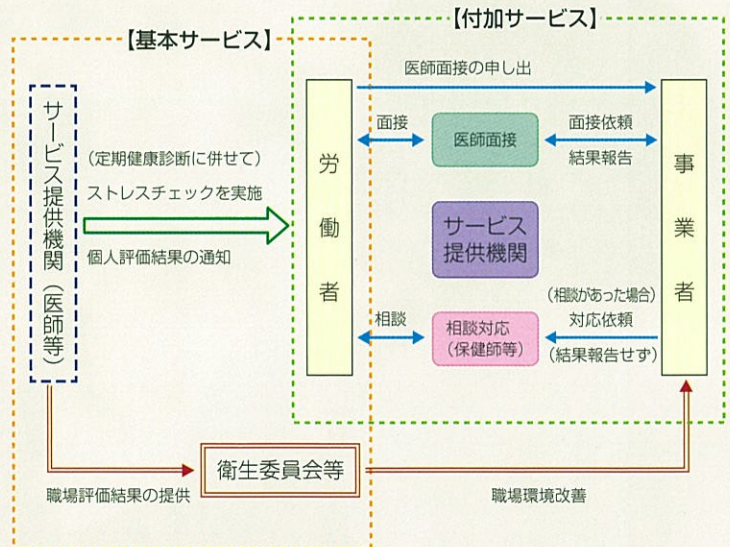 【基本サービス】
【付加サービス】
サービス提供機関（医師等）
（定期健康診断に併せて）
ストレスチェックを実施
個人評価結果の通知
労働者
医師面接の申し出
面接
医師面接
面接依頼
結果報告
サービス
提供機関
事業者
相談
相談対応
（保健師等）
（相談があった場合）
対応依頼
（結果報告せず）
衛生委員会等
職場評価結果の提供
職場環境改善